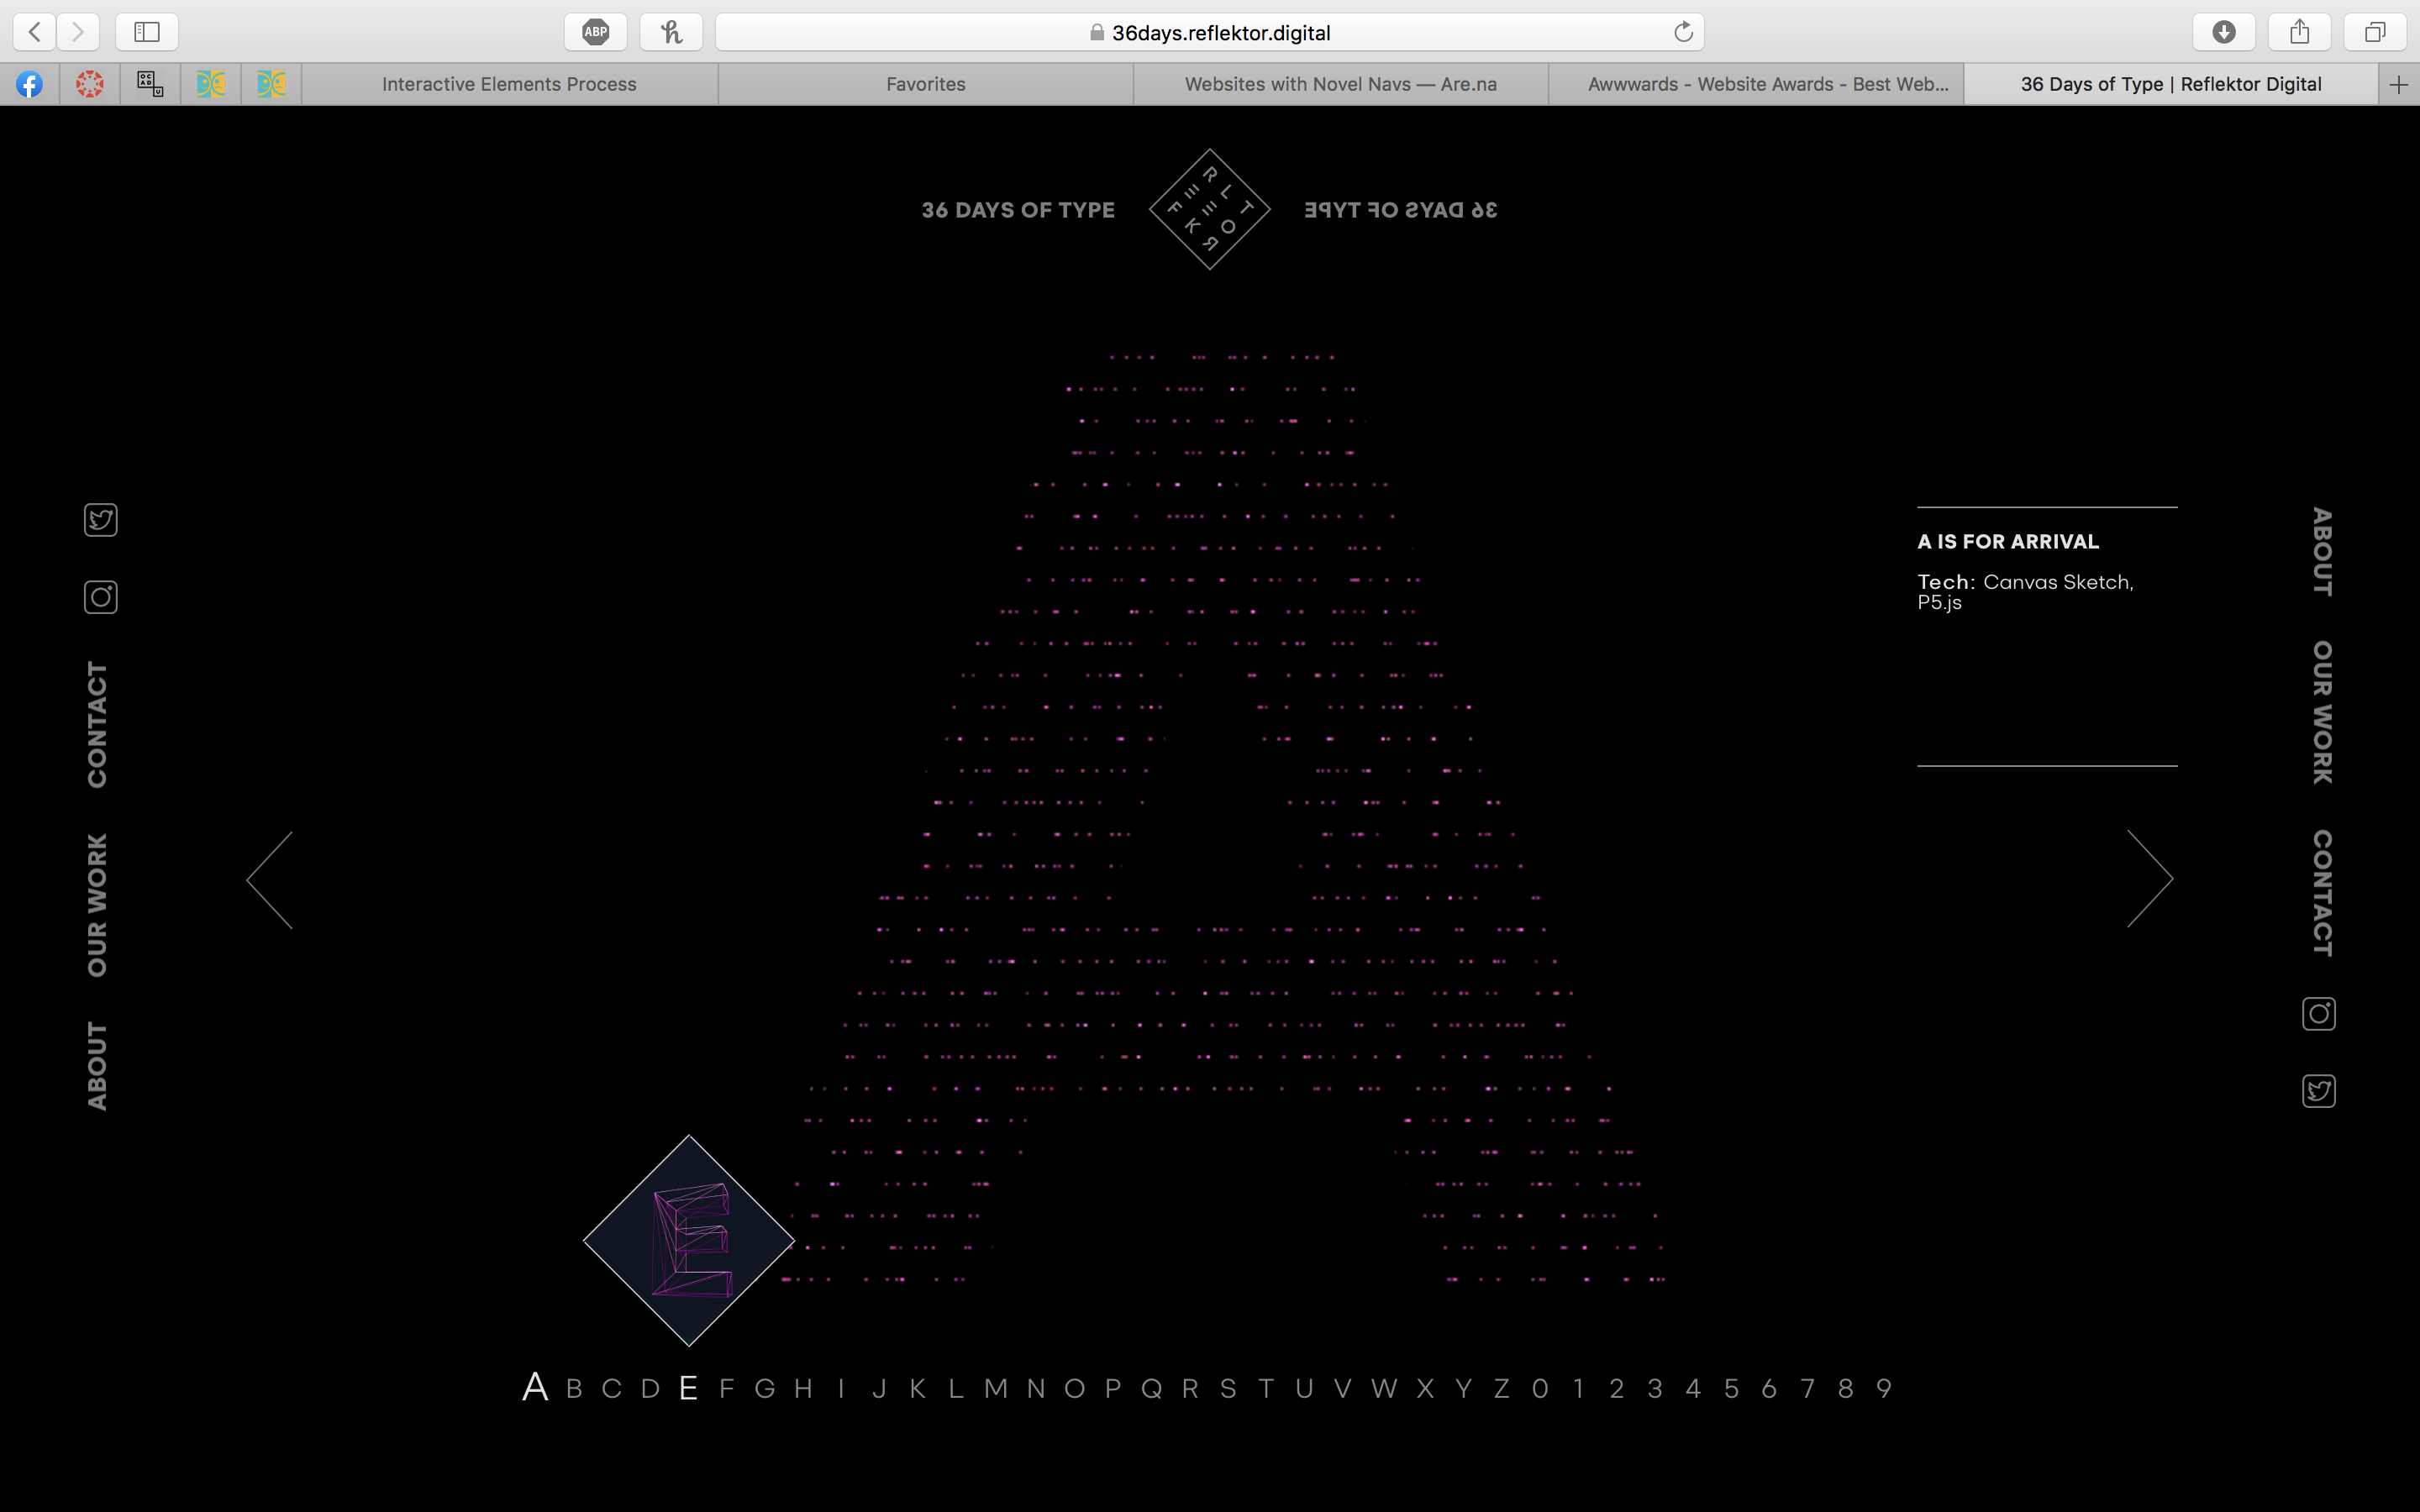 ABP
h
36days.reflektor.digital
OCAD U
Interactive Elements Process
Favorites
Websites with Novel Navs — Are.na
Awwwards - Website Awards - Best Web...
36 Days of Type | Reflektor Digital
36 DAYS OF TYPE
R L T
E E O
F K R
36 DAYS OF TYPE
CONTACT
OUR WORK
ABOUT
A
A IS FOR ARRIVAL
Tech: Canvas Sketch,
P5.js
ABOUT
OUR WORK
CONTACT
E
A B C D E F G H I J K L M N O P Q R S T U V W X Y Z 0 1 2 3 4 5 6 7 8 9